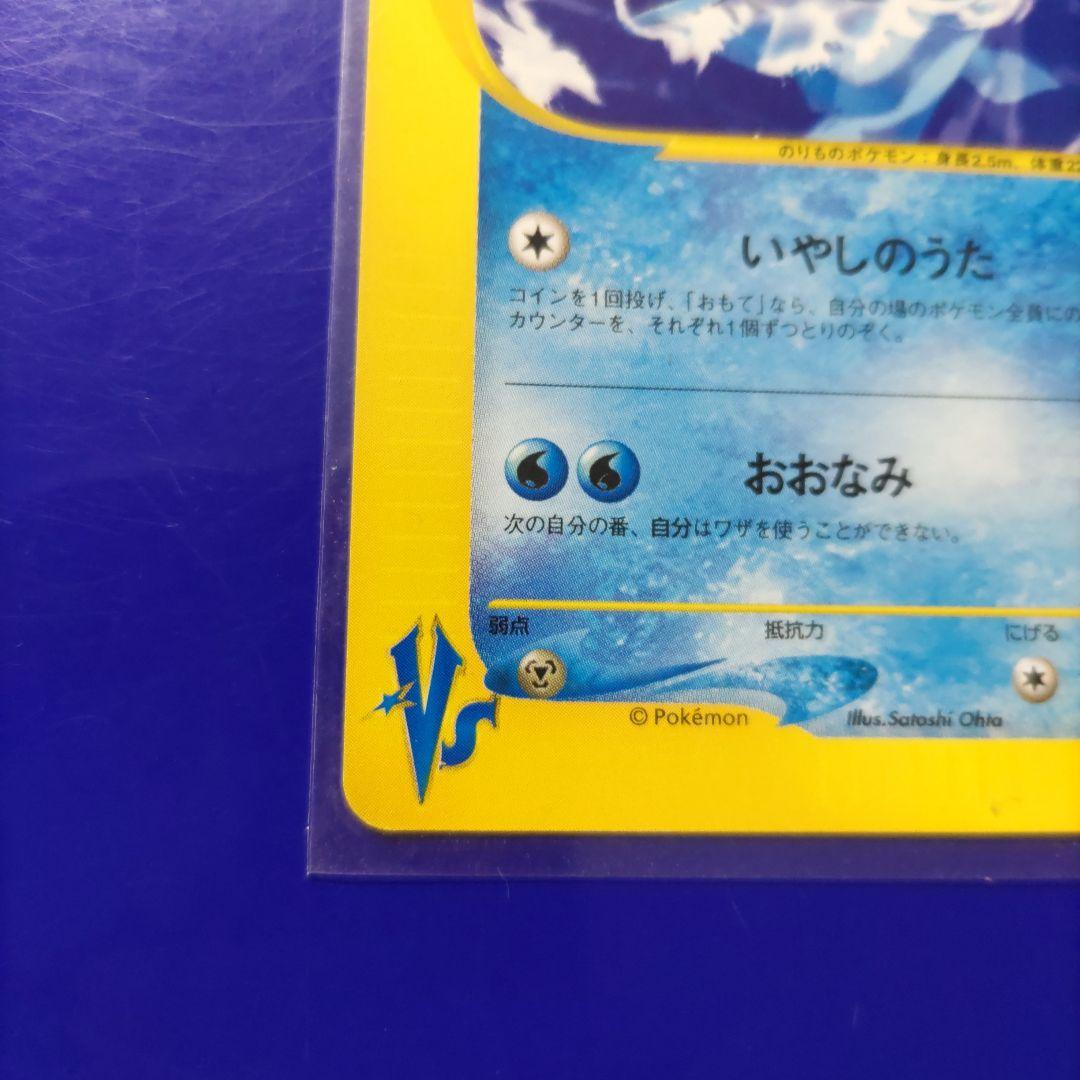 のりものポケモン：身長2.5m、体重22
いやしのうた
コインを1回投げ、「おもて」なら、自分の場のポケモン全員にの
カウンターを、それぞれ1個ずつとりのぞく。
おおなみ
次の自分の番、自分はワザを使うことができない。
弱点 抵抗力 にげる
VS
© Pokémon Illus. Satoshi Ohta